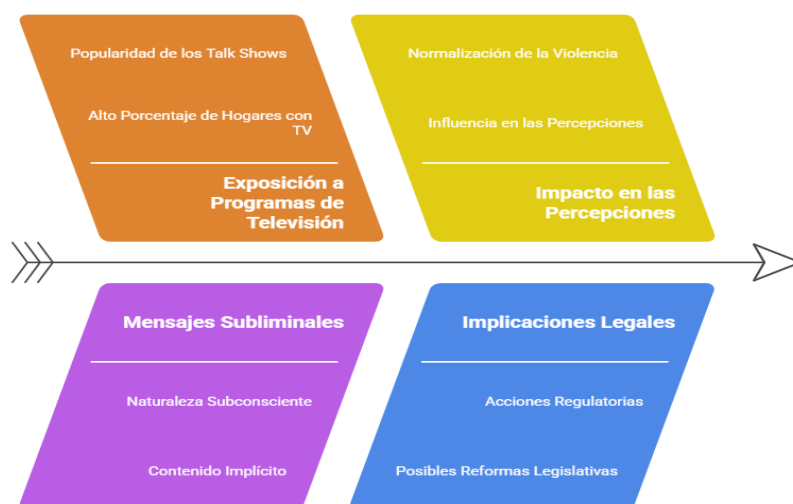 Popularidad de los Talk Shows
Alto Porcentaje de Hogares con
TV
Exposición a
Programas de
Televisión
Normalización de la Violencia
Influencia en las Percepciones
Impacto en las
Percepciones
Mensajes Subliminales
Naturaleza Subconsciente
Contenido Implícito
Implicaciones Legales
Acciones Regulatorias
Posibles Reformas Legislativas